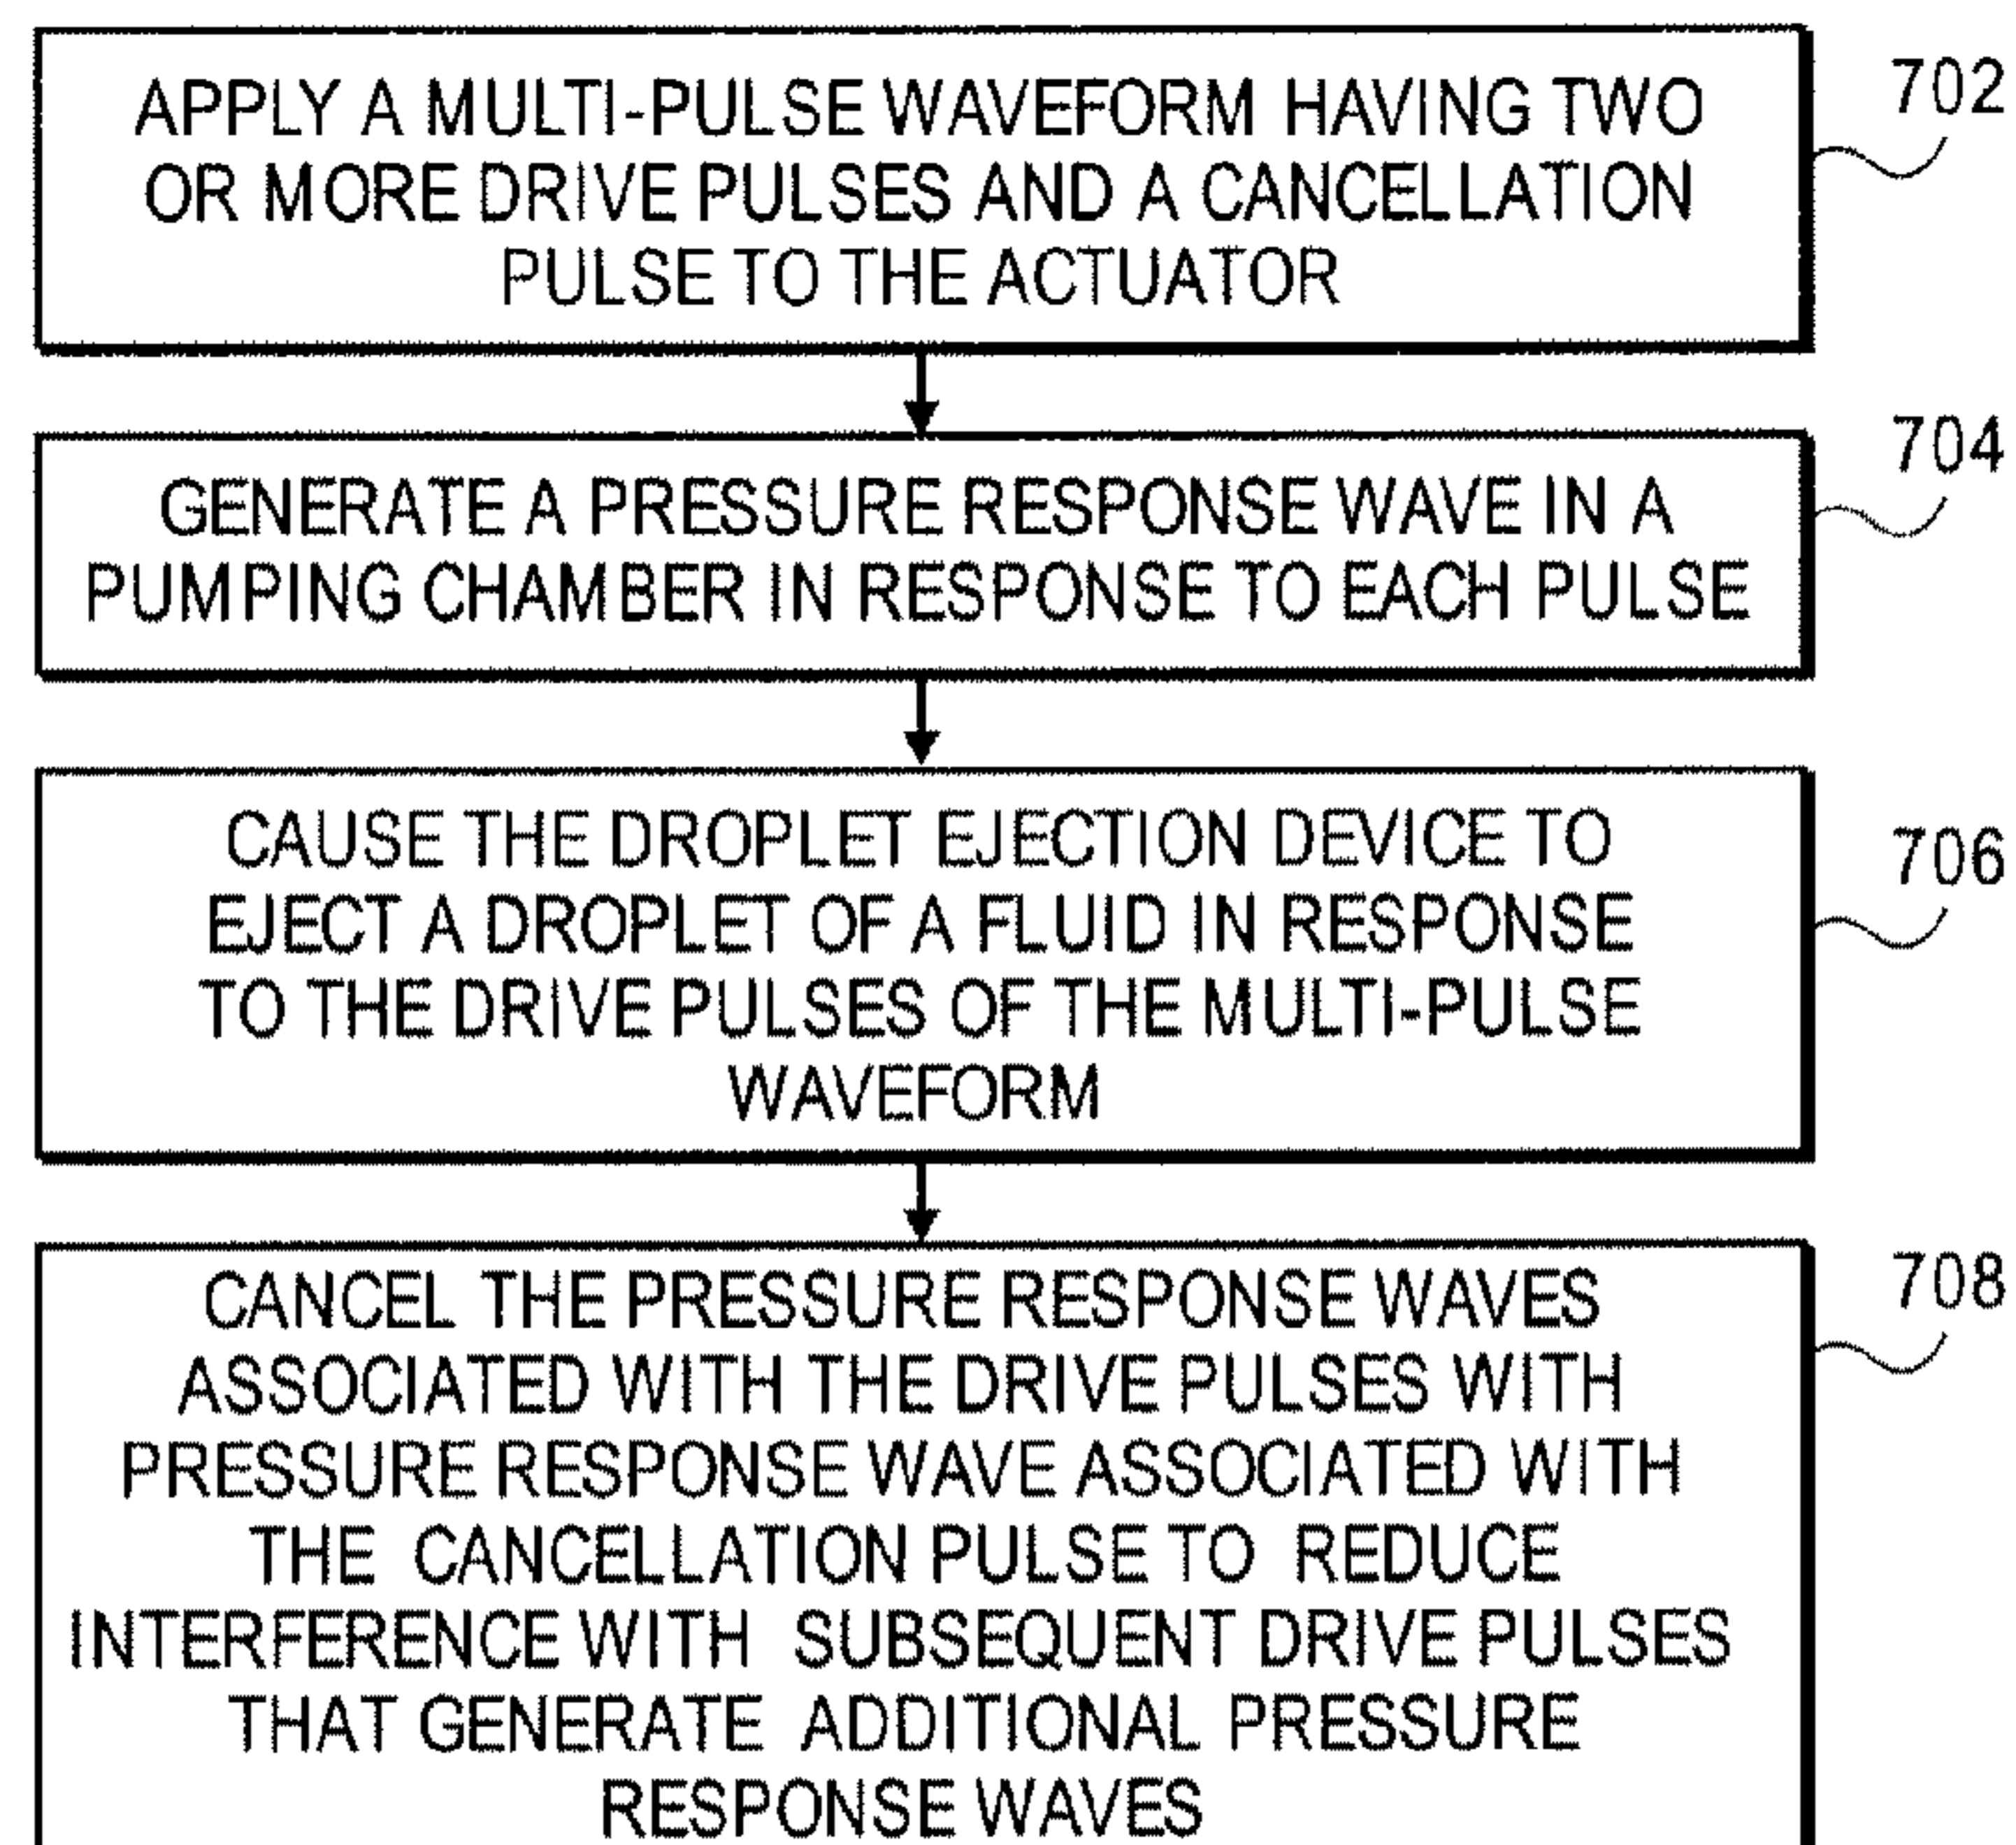 APPLY A MULTI-PULSE WAVEFORM HAVING TWO
OR MORE DRIVE PULSES AND A CANCELLATION
PULSE TO THE ACTUATOR
702
GENERATE A PRESSURE RESPONSE WAVE IN A
PUMPING CHAMBER IN RESPONSE TO EACH PULSE
704
CAUSE THE DROPLET EJECTION DEVICE TO
EJECT A DROPLET OF A FLUID IN RESPONSE
TO THE DRIVE PULSES OF THE MULTI-PULSE
WAVEFORM
706
CANCEL THE PRESSURE RESPONSE WAVES
ASSOCIATED WITH THE DRIVE PULSES WITH
PRESSURE RESPONSE WAVE ASSOCIATED WITH
THE CANCELLATION PULSE TO REDUCE
INTERFERENCE WITH SUBSEQUENT DRIVE PULSES
THAT GENERATE ADDITIONAL PRESSURE
RESPONSE WAVES
708